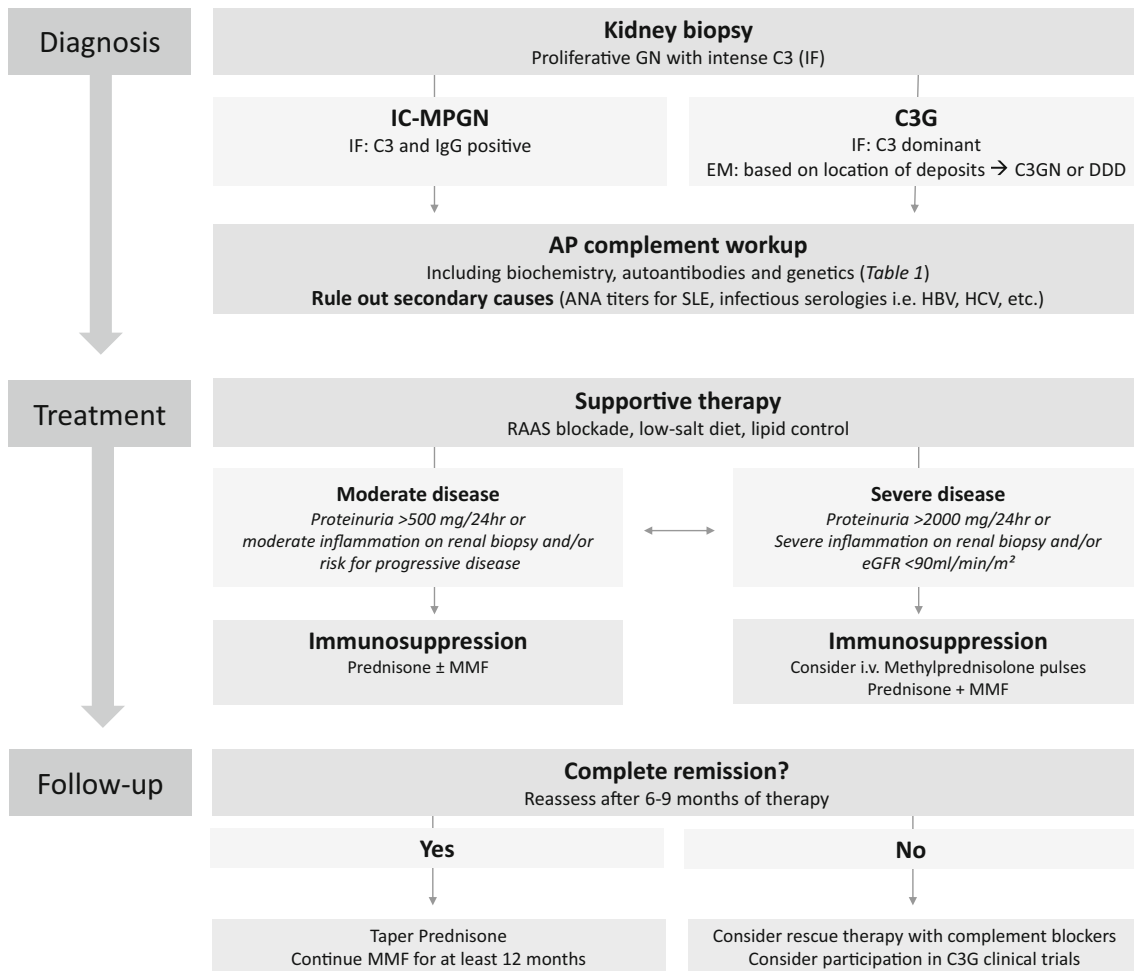 Diagnosis
Kidney biopsy
Proliferative GN with intense C3 (IF)
IC-MPGN
IF: C3 and IgG positive
C3G
IF: C3 dominant
EM: based on location of deposits → C3GN or DDD
AP complement workup
Including biochemistry, autoantibodies and genetics (Table 1)
Rule out secondary causes (ANA titers for SLE, infectious serologies i.e. HBV, HCV, etc.)
Treatment
Supportive therapy
RAAS blockade, low-salt diet, lipid control
Moderate disease
Proteinuria >500 mg/24hr or
moderate inflammation on renal biopsy and/or
risk for progressive disease
Severe disease
Proteinuria >2000 mg/24hr or
Severe inflammation on renal biopsy and/or
eGFR <90ml/min/m²
Immunosuppression
Prednisone ± MMF
Immunosuppression
Consider i.v. Methylprednisolone pulses
Prednisone + MMF
Follow-up
Complete remission?
Reassess after 6-9 months of therapy
Yes
No
Taper Prednisone
Continue MMF for at least 12 months
Consider rescue therapy with complement blockers
Consider participation in C3G clinical trials